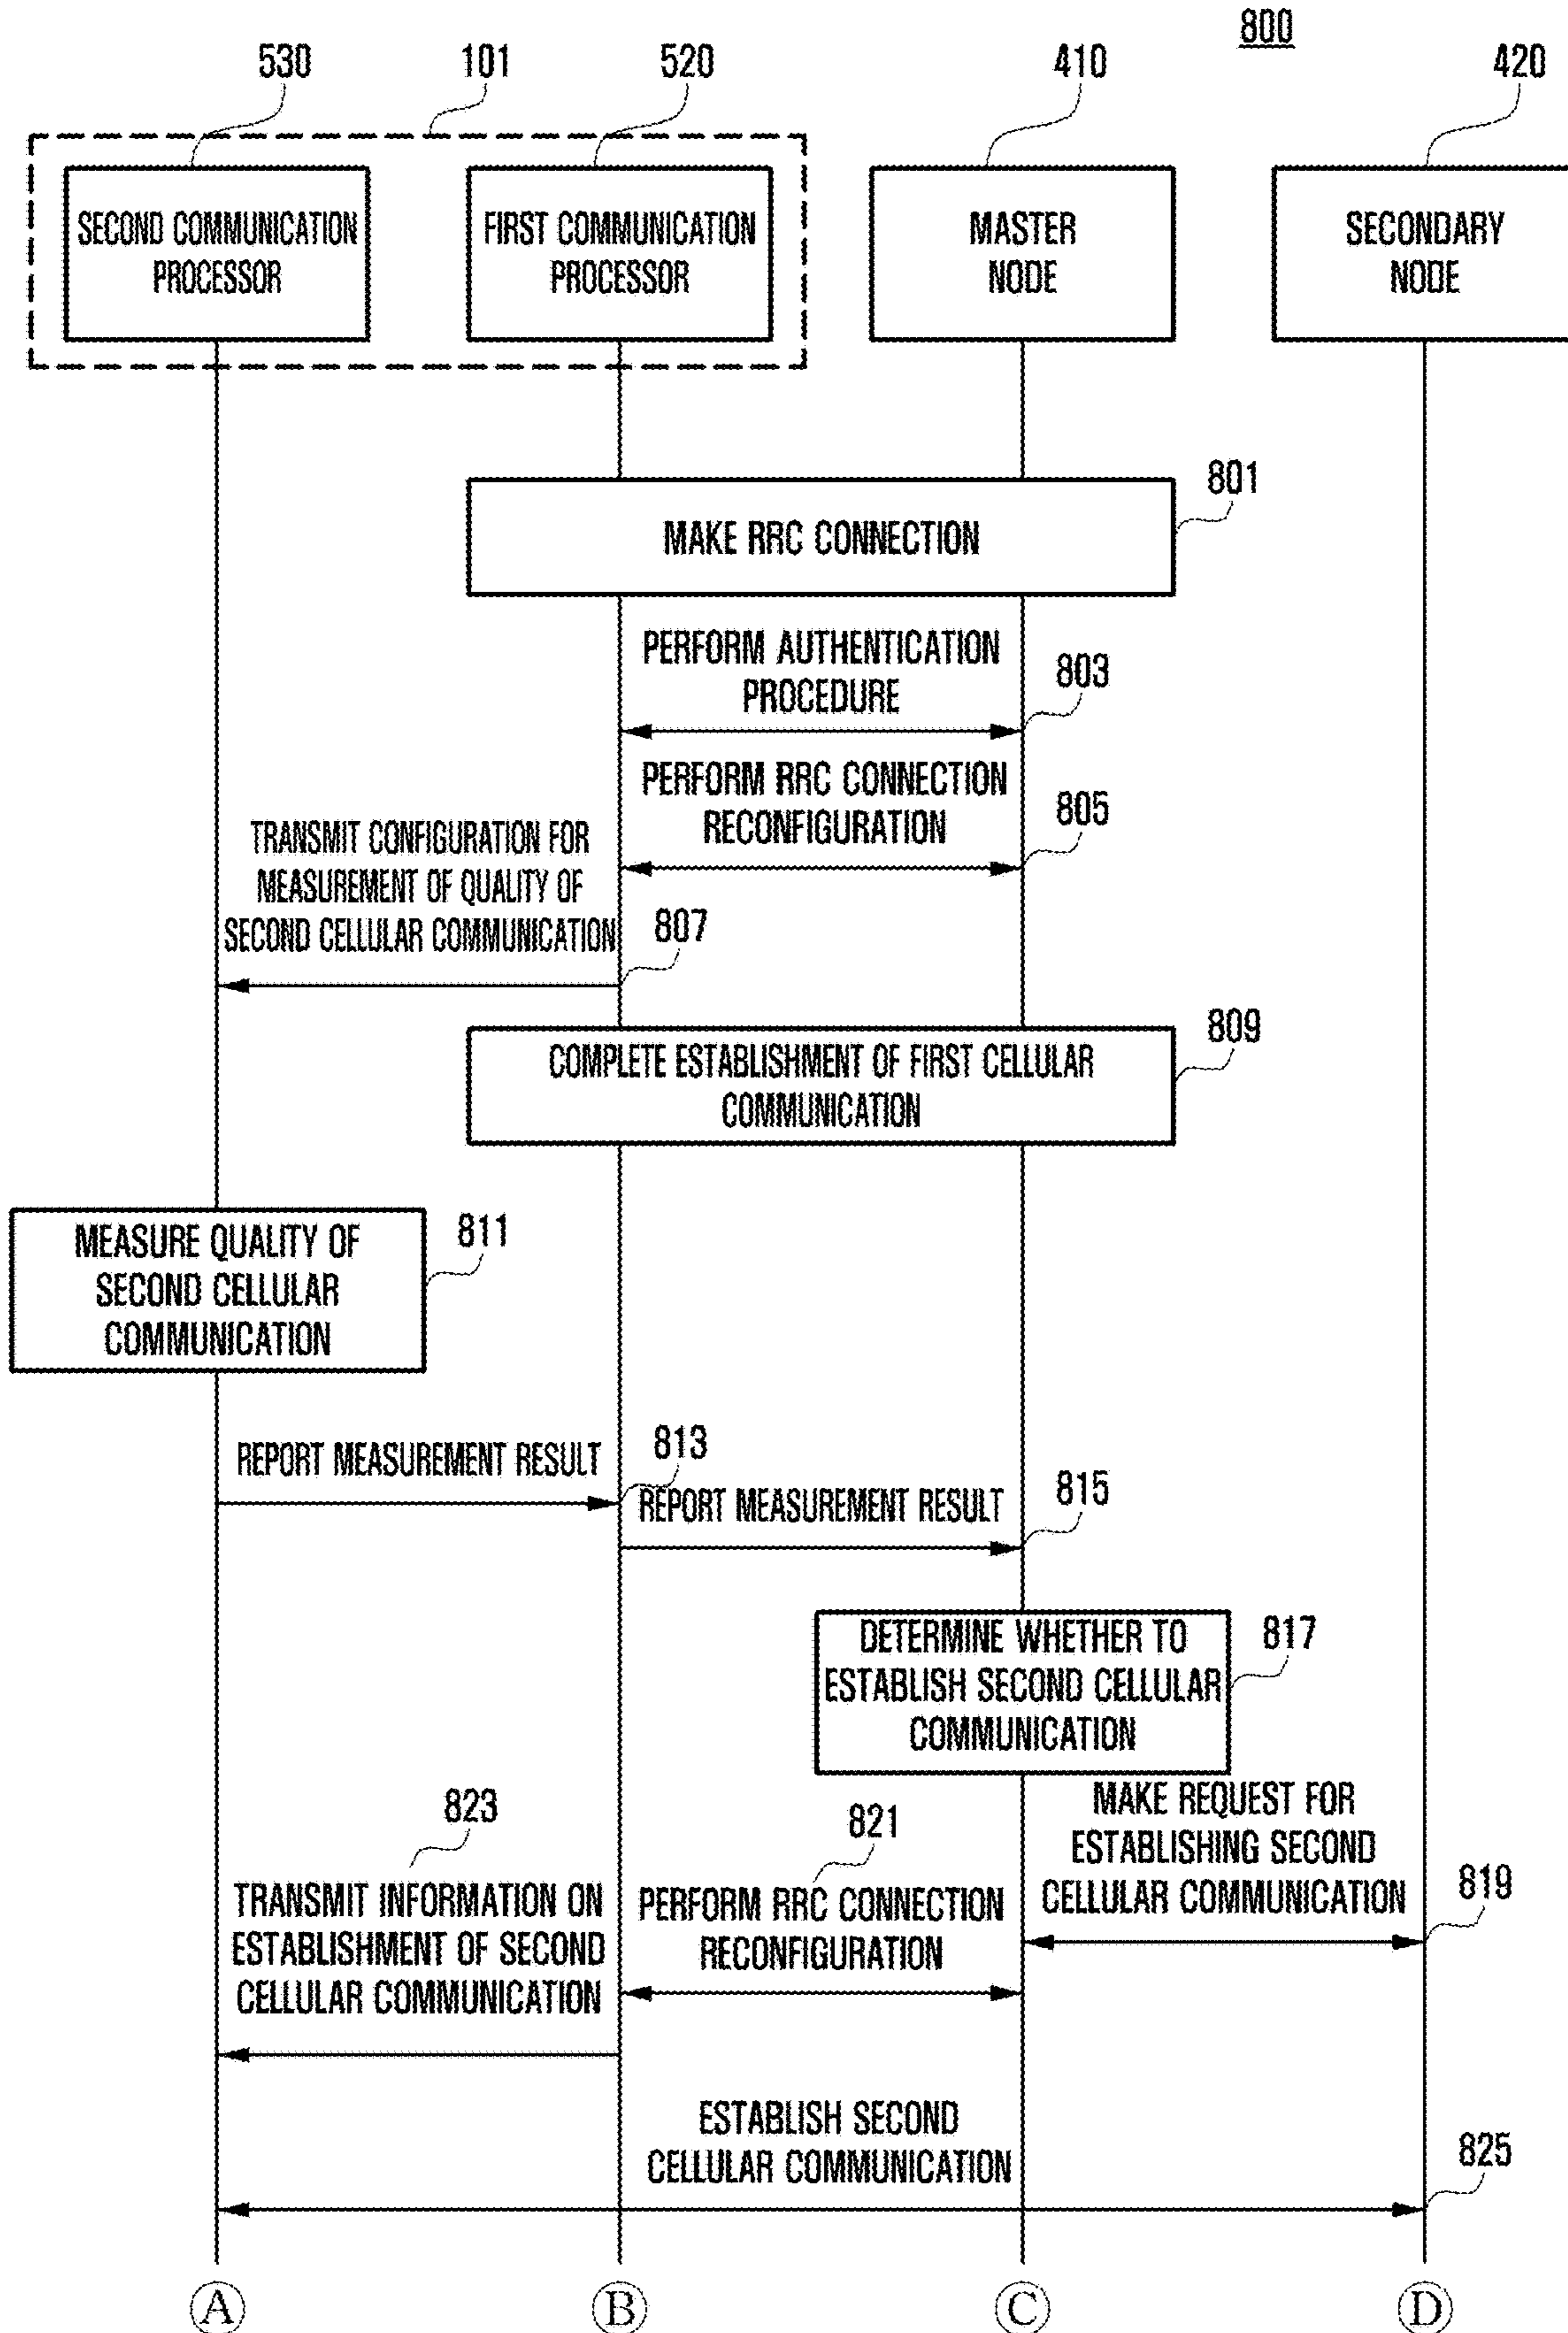 800
530
101
520
410
420
SECOND COMMUNICATION
PROCESSOR
FIRST COMMUNICATION
PROCESSOR
MASTER
NODE
SECONDARY
NODE
801
MAKE RRC CONNECTION
PERFORM AUTHENTICATION
PROCEDURE
803
PERFORM RRC CONNECTION
RECONFIGURATION
805
TRANSMIT CONFIGURATION FOR
MEASUREMENT OF QUALITY OF
SECOND CELLULAR COMMUNICATION
807
809
COMPLETE ESTABLISHMENT OF FIRST CELLULAR
COMMUNICATION
811
MEASURE QUALITY OF
SECOND CELLULAR
COMMUNICATION
REPORT MEASUREMENT RESULT
813
REPORT MEASUREMENT RESULT
815
DETERMINE WHETHER TO
ESTABLISH SECOND CELLULAR
COMMUNICATION
817
MAKE REQUEST FOR
ESTABLISHING SECOND
CELLULAR COMMUNICATION
819
821
PERFORM RRC CONNECTION
RECONFIGURATION
823
TRANSMIT INFORMATION ON
ESTABLISHMENT OF SECOND
CELLULAR COMMUNICATION
ESTABLISH SECOND
CELLULAR COMMUNICATION
825
A
B
C
D